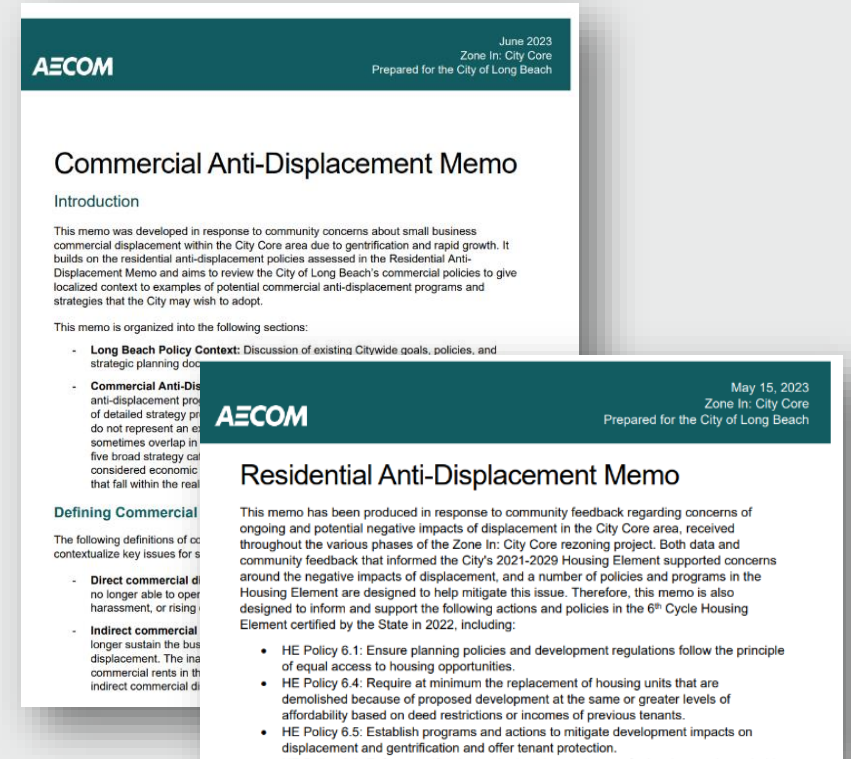 June 2023
Zone In: City Core
Prepared for the City of Long Beach
AECOM
Commercial Anti-Displacement Memo
Introduction
This memo was developed in response to community concerns about small business
commercial displacement within the City Core area due to gentrification and rapid growth. It
builds on the residential anti-displacement policies assessed in the Residential Anti-
Displacement Memo and aims to review the City of Long Beach's commercial policies to give
localized context to examples of potential commercial anti-displacement programs and
strategies that the City may wish to adopt.
This memo is organized into the following sections:
- Long Beach Policy Context: Discussion of existing Citywide goals, policies, and
strategic planning doc
- Commercial Anti-Dis
anti-displacement pro
of detailed strategy pr
do not represent an e
sometimes overlap in
five broad strategy cat
considered economic
that fall within the real
Defining Commercial
The following definitions of co
contextualize key issues for s
- Direct commercial di
no longer able to oper
harassment, or rising
- Indirect commercial
longer sustain the bus
displacement. The ina
commercial rents in th
indirect commercial di
May 15, 2023
Zone In: City Core
Prepared for the City of Long Beach
AECOM
Residential Anti-Displacement Memo
This memo has been produced in response to community feedback regarding concerns of
ongoing and potential negative impacts of displacement in the City Core area, received
throughout the various phases of the Zone In: City Core rezoning project. Both data and
community feedback that informed the City's 2021-2029 Housing Element supported concerns
around the negative impacts of displacement, and a number of policies and programs in the
Housing Element are designed to help mitigate this issue. Therefore, this memo is also
designed to inform and support the following actions and policies in the 6th Cycle Housing
Element certified by the State in 2022, including:
• HE Policy 6.1: Ensure planning policies and development regulations follow the principle
of equal access to housing opportunities.
• HE Policy 6.4: Require at minimum the replacement of housing units that are
demolished because of proposed development at the same or greater levels of
affordability based on deed restrictions or incomes of previous tenants.
• HE Policy 6.5: Establish programs and actions to mitigate development impacts on
displacement and gentrification and offer tenant protection.